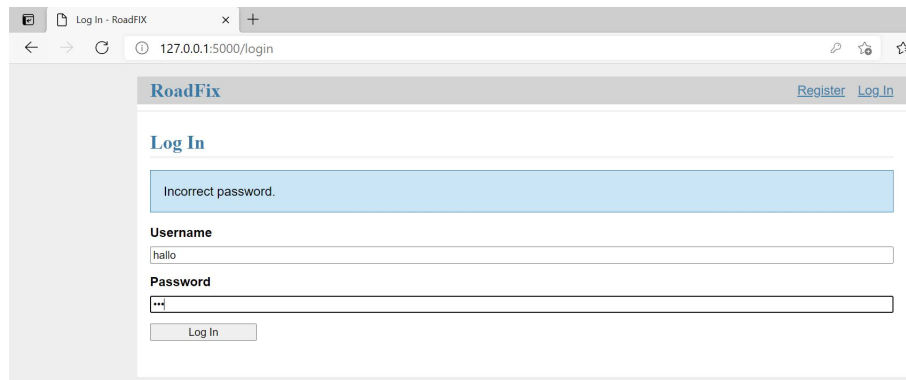 Log In - RoadFIX
127.0.0.1:5000/login
RoadFix Register Log In
Log In
Incorrect password.
Username
hallo
Password
•••
Log In